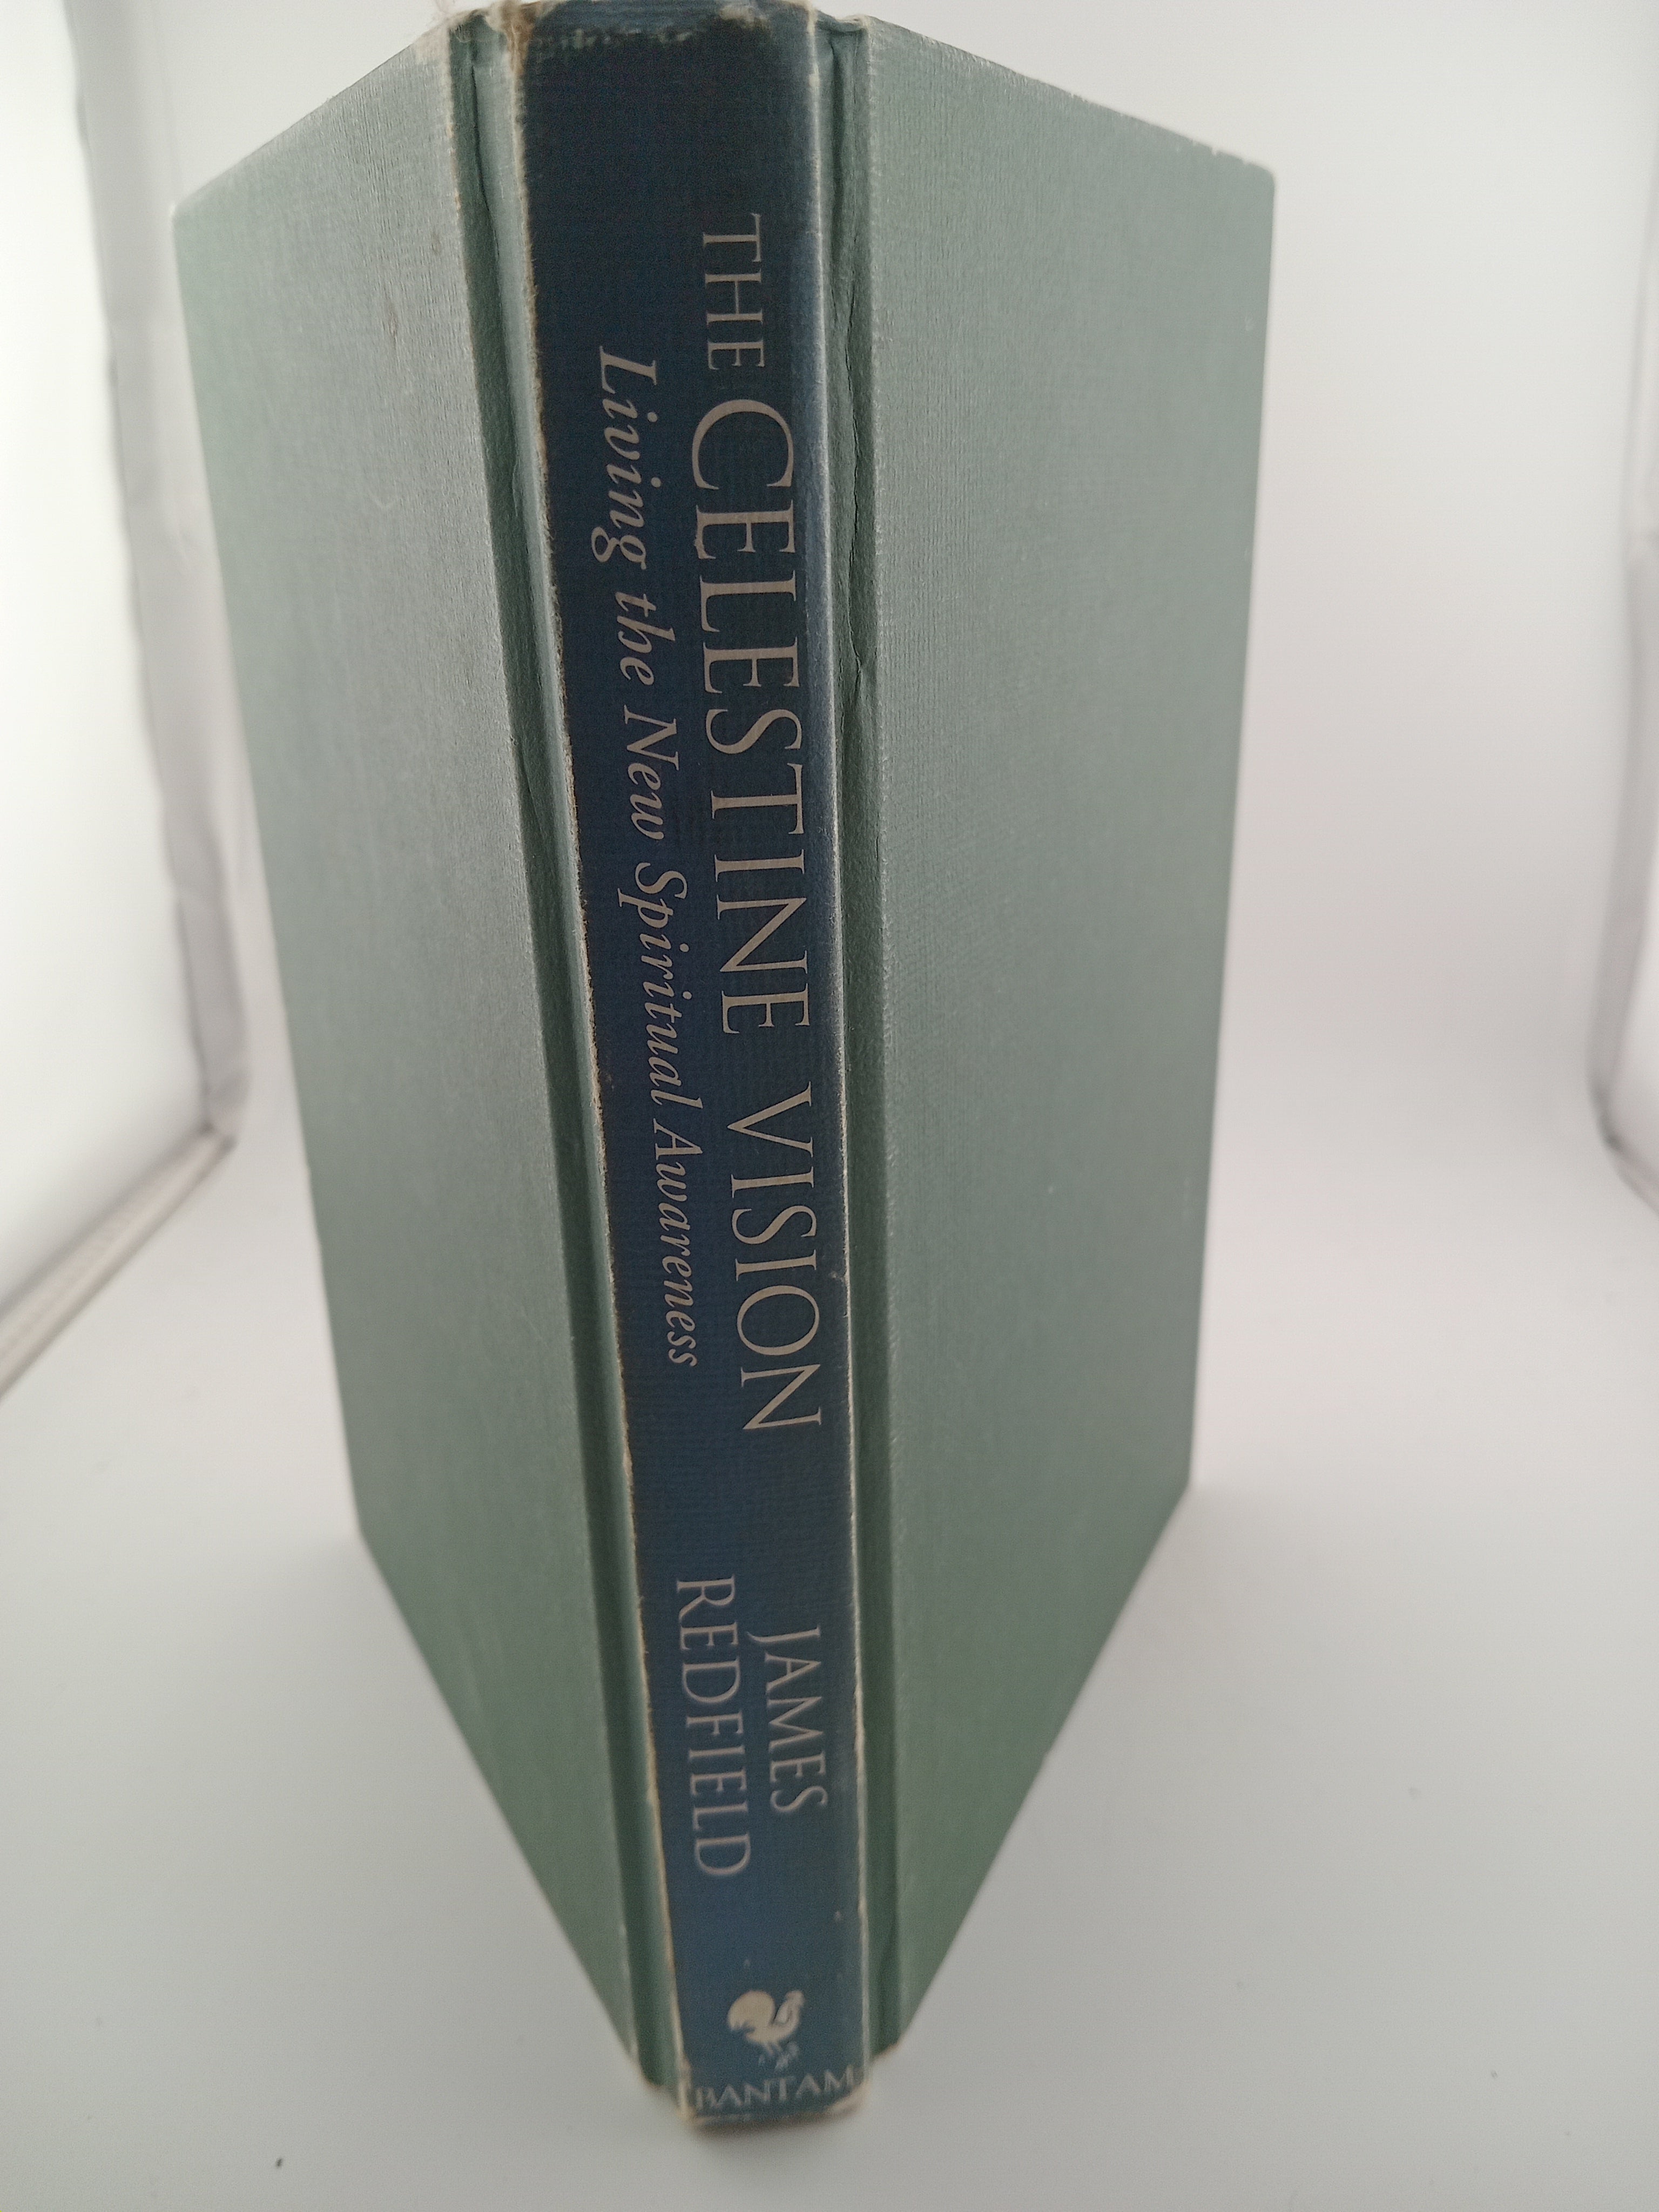 THE CELESTINE VISION
Living the New Spiritual Awareness
JAMES
REDFIELD
BANTAM